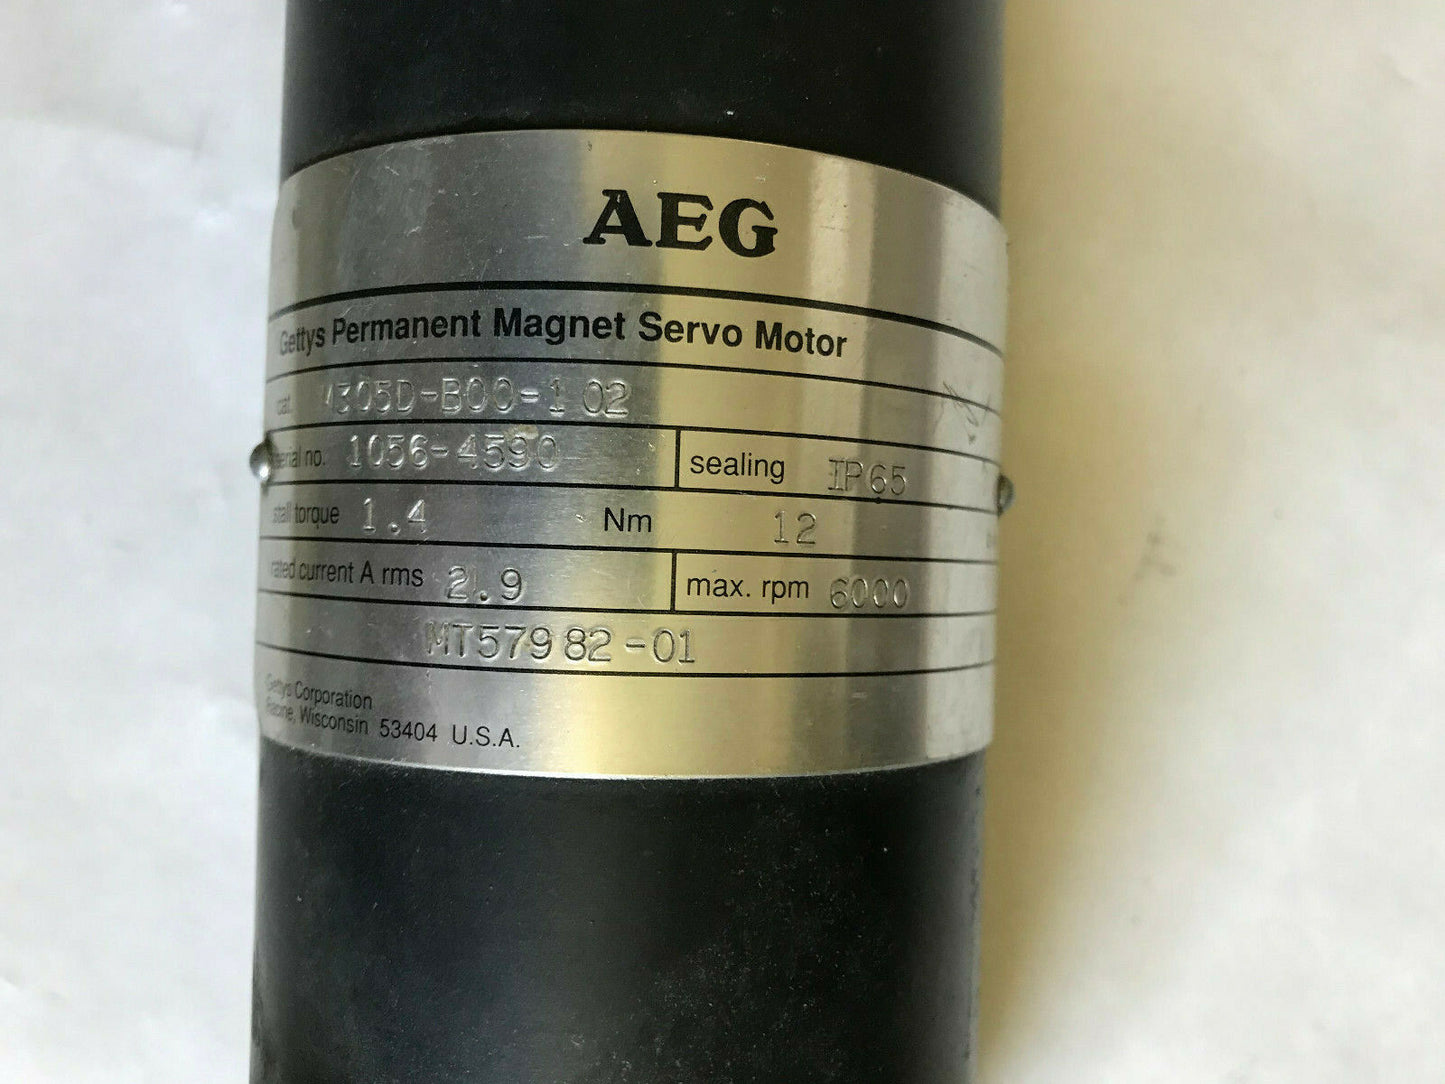 AEG
Gettys Permanent Magnet Servo Motor
cat. M305D-B00-1 02
serial no. 1056-4590 sealing IP65
stall torque 1.4 Nm 12
rated current A rms 2.9 max. rpm 6000
MT57982-01
Gettys Corporation
Racine, Wisconsin 53404 U.S.A.